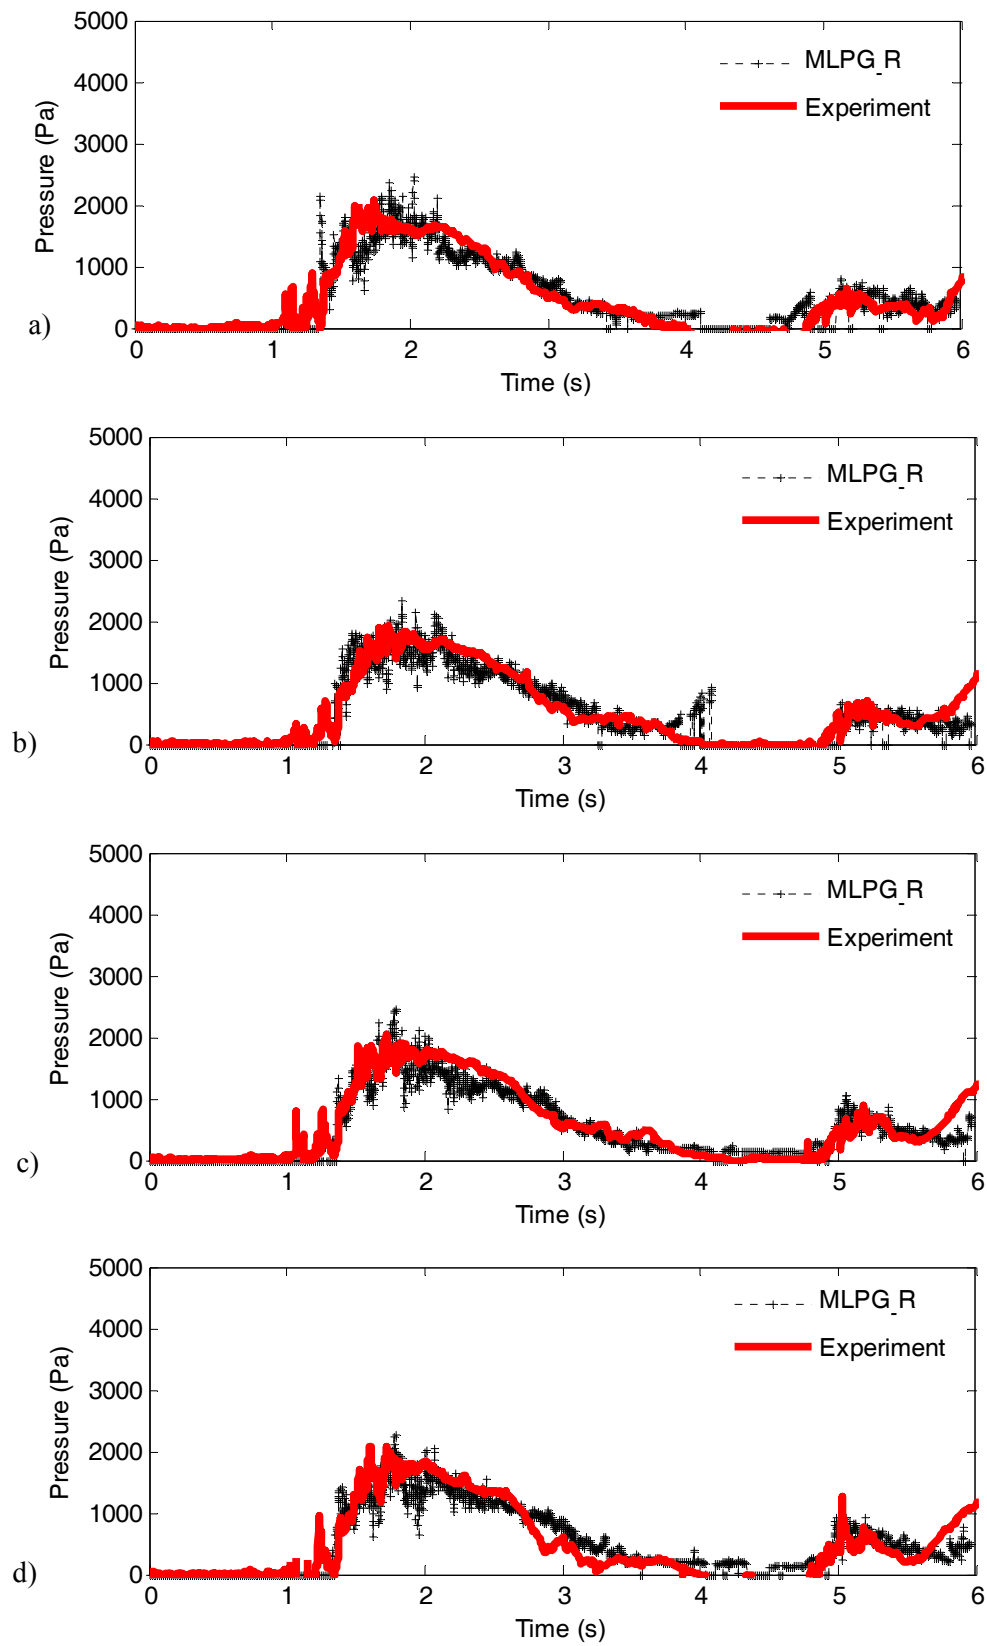 5000
4000
3000
2000
1000
0
Pressure (Pa)
MLPG_R
Experiment
a)
0 1 2 3 4 5 6
Time (s)
5000
4000
3000
2000
1000
0
Pressure (Pa)
MLPG_R
Experiment
b)
0 1 2 3 4 5 6
Time (s)
5000
4000
3000
2000
1000
0
Pressure (Pa)
MLPG_R
Experiment
c)
0 1 2 3 4 5 6
Time (s)
5000
4000
3000
2000
1000
0
Pressure (Pa)
MLPG_R
Experiment
d)
0 1 2 3 4 5 6
Time (s)